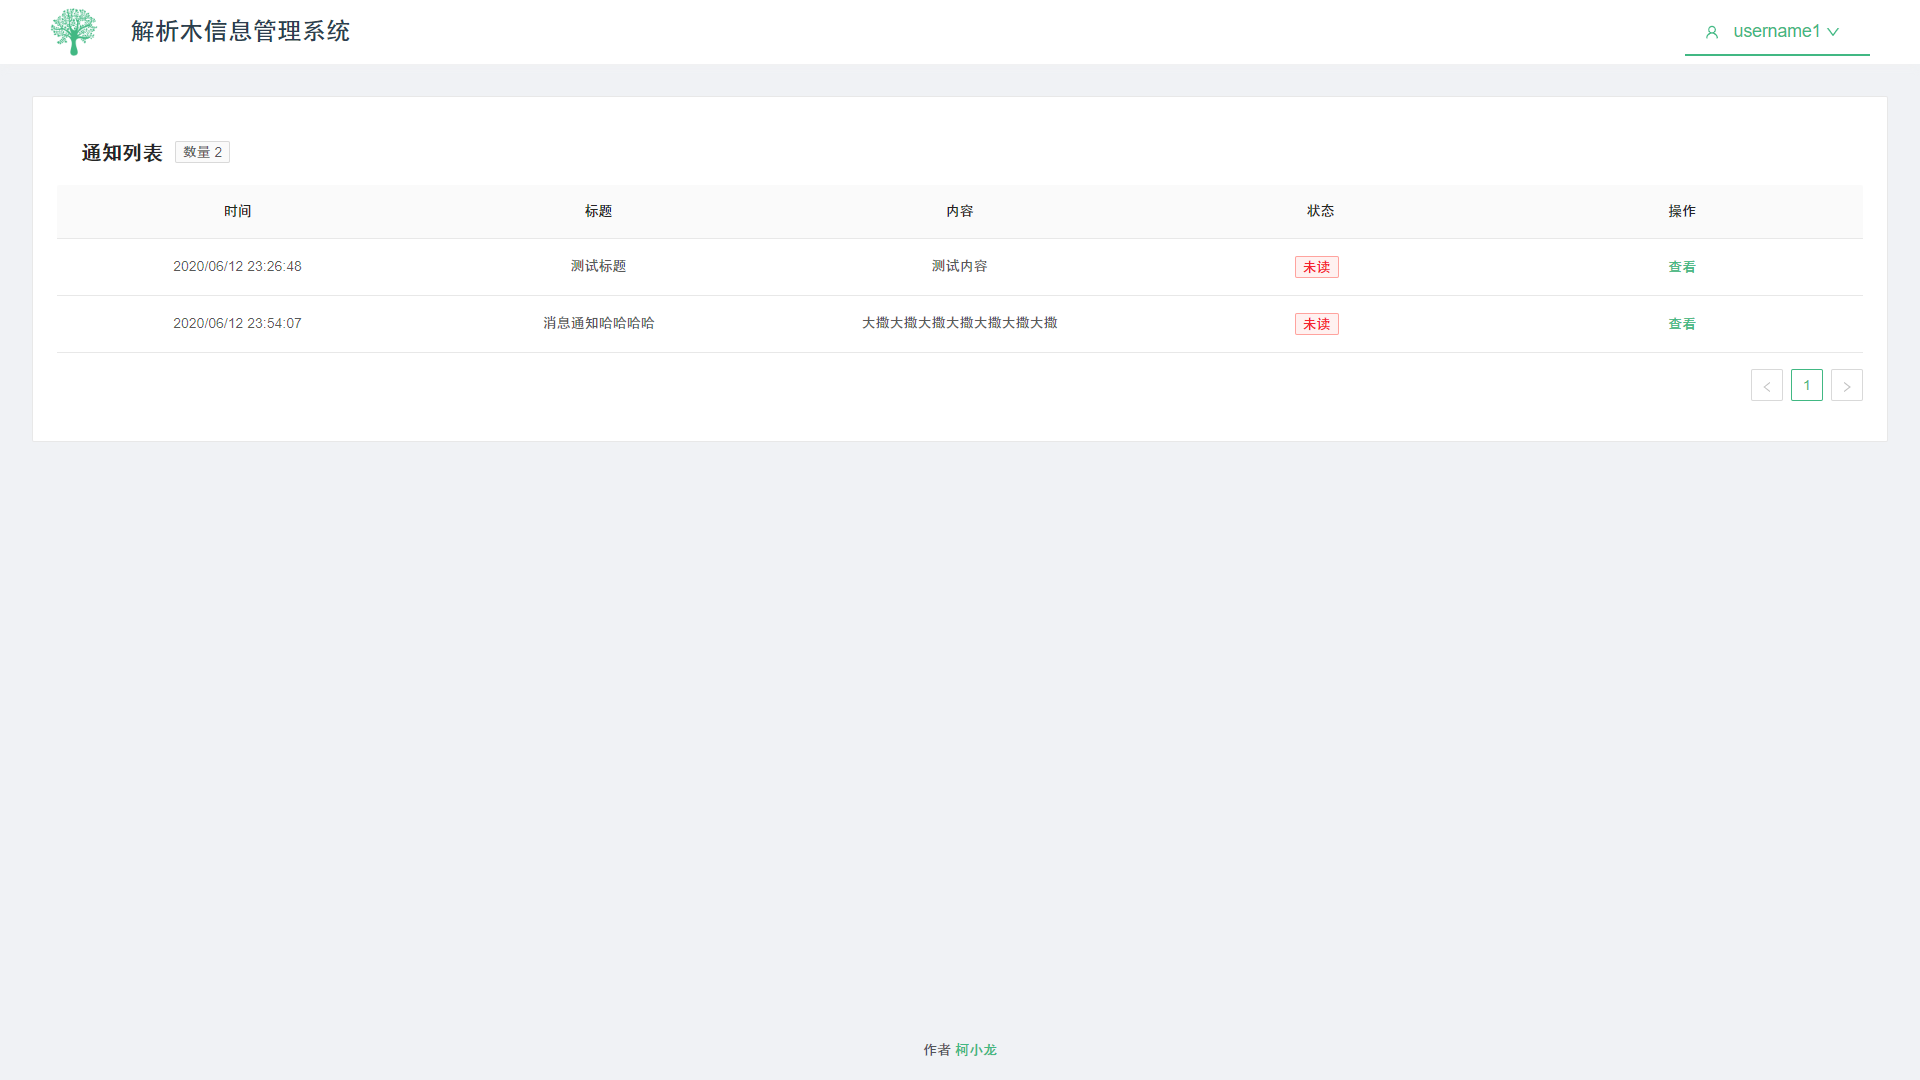 解析木信息管理系统
username1
通知列表 数量 2
时间 标题 内容 状态 操作
2020/06/12 23:26:48 测试标题 测试内容 未读 查看
2020/06/12 23:54:07 消息通知哈哈哈哈 大撒大撒大撒大撒大撒大撒大撒 未读 查看
< 1 >
作者 柯小龙